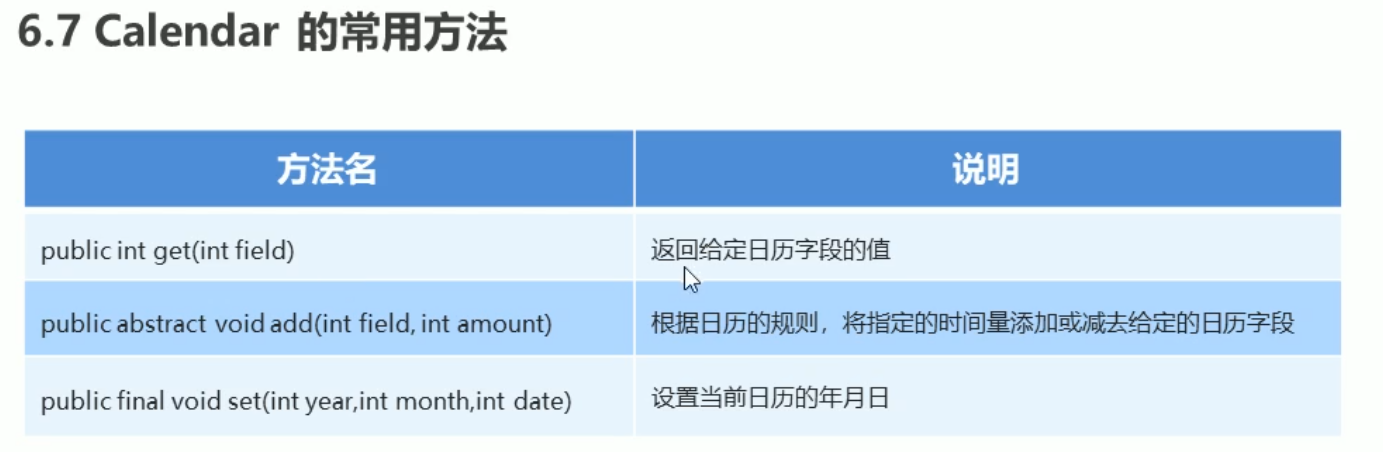 6.7 Calendar 的常用方法
方法名 说明
public int get(int field) 返回给定日历字段的值
public abstract void add(int field, int amount) 根据日历的规则，将指定的时间量添加或减去给定的日历字段
public final void set(int year,int month,int date) 设置当前日历的年月日